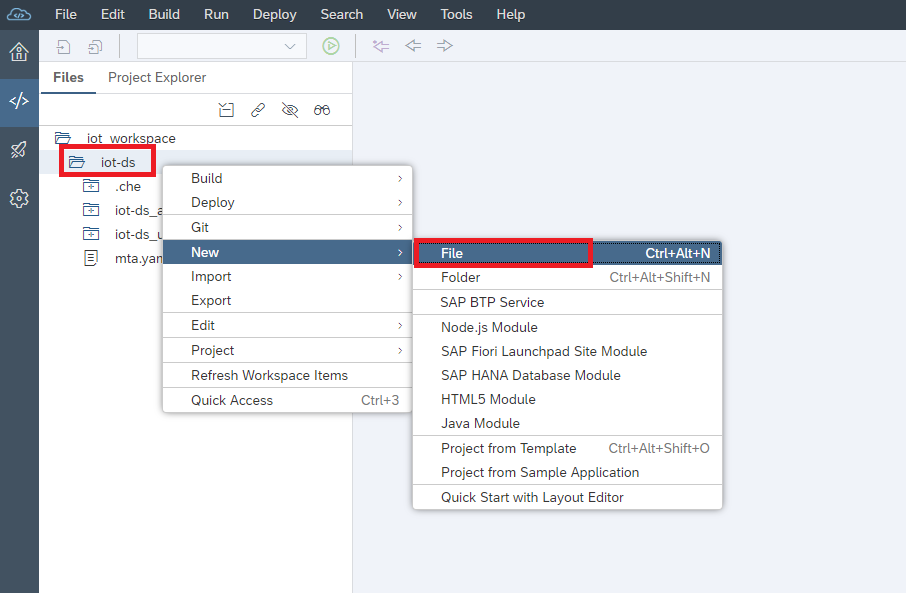 File Edit Build Run Deploy Search View Tools Help
Files Project Explorer
iot_workspace
iot-ds
.che
iot-ds_a
iot-ds_u
mta.yam
Build
Deploy
Git
New
Import
Export
Edit
Project
Refresh Workspace Items
Quick Access Ctrl+3
File Ctrl+Alt+N
Folder Ctrl+Alt+Shift+N
SAP BTP Service
Node.js Module
SAP Fiori Launchpad Site Module
SAP HANA Database Module
HTML5 Module
Java Module
Project from Template Ctrl+Alt+Shift+O
Project from Sample Application
Quick Start with Layout Editor